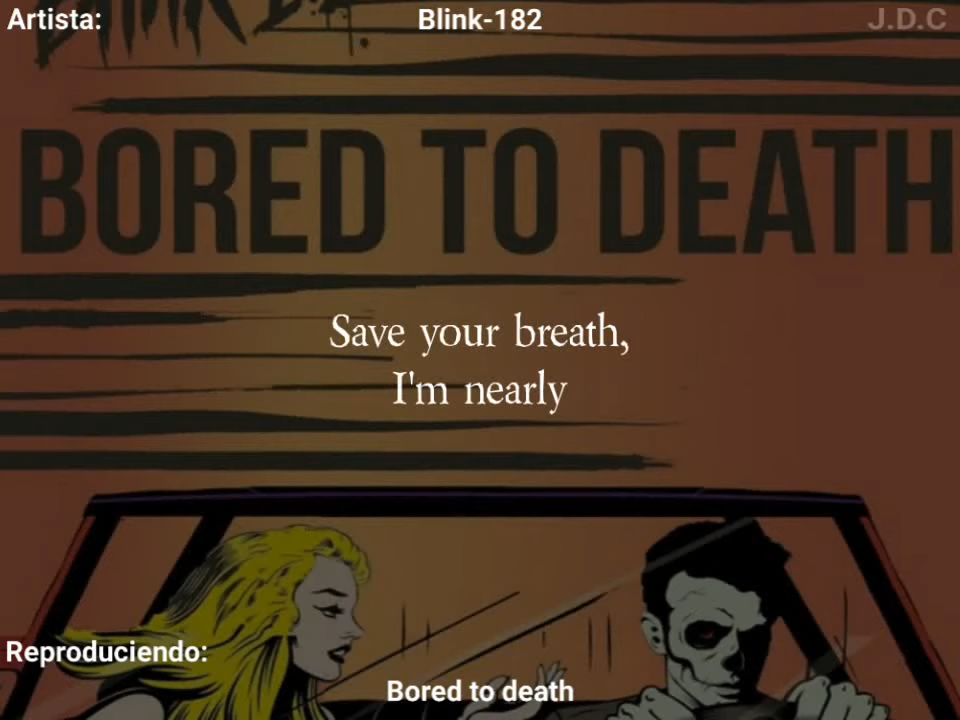 Artista:
Blink-182
J.D.C
BORED TO DEATH
Save your breath,
I'm nearly
Reproduciendo:
Bored to death